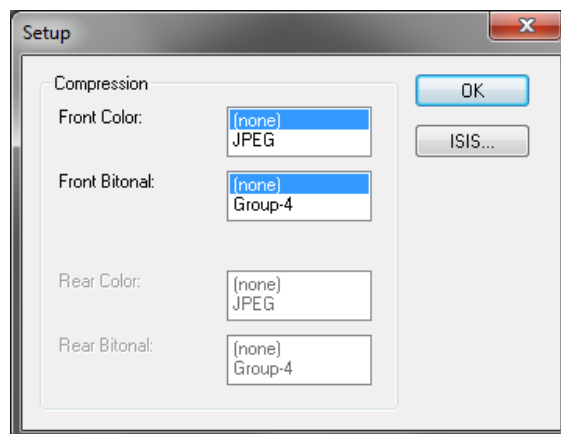 Setup
Compression
OK
Front Color:
(none)
JPEG
ISIS...
Front Bitonal:
(none)
Group-4
Rear Color:
(none)
JPEG
Rear Bitonal:
(none)
Group-4